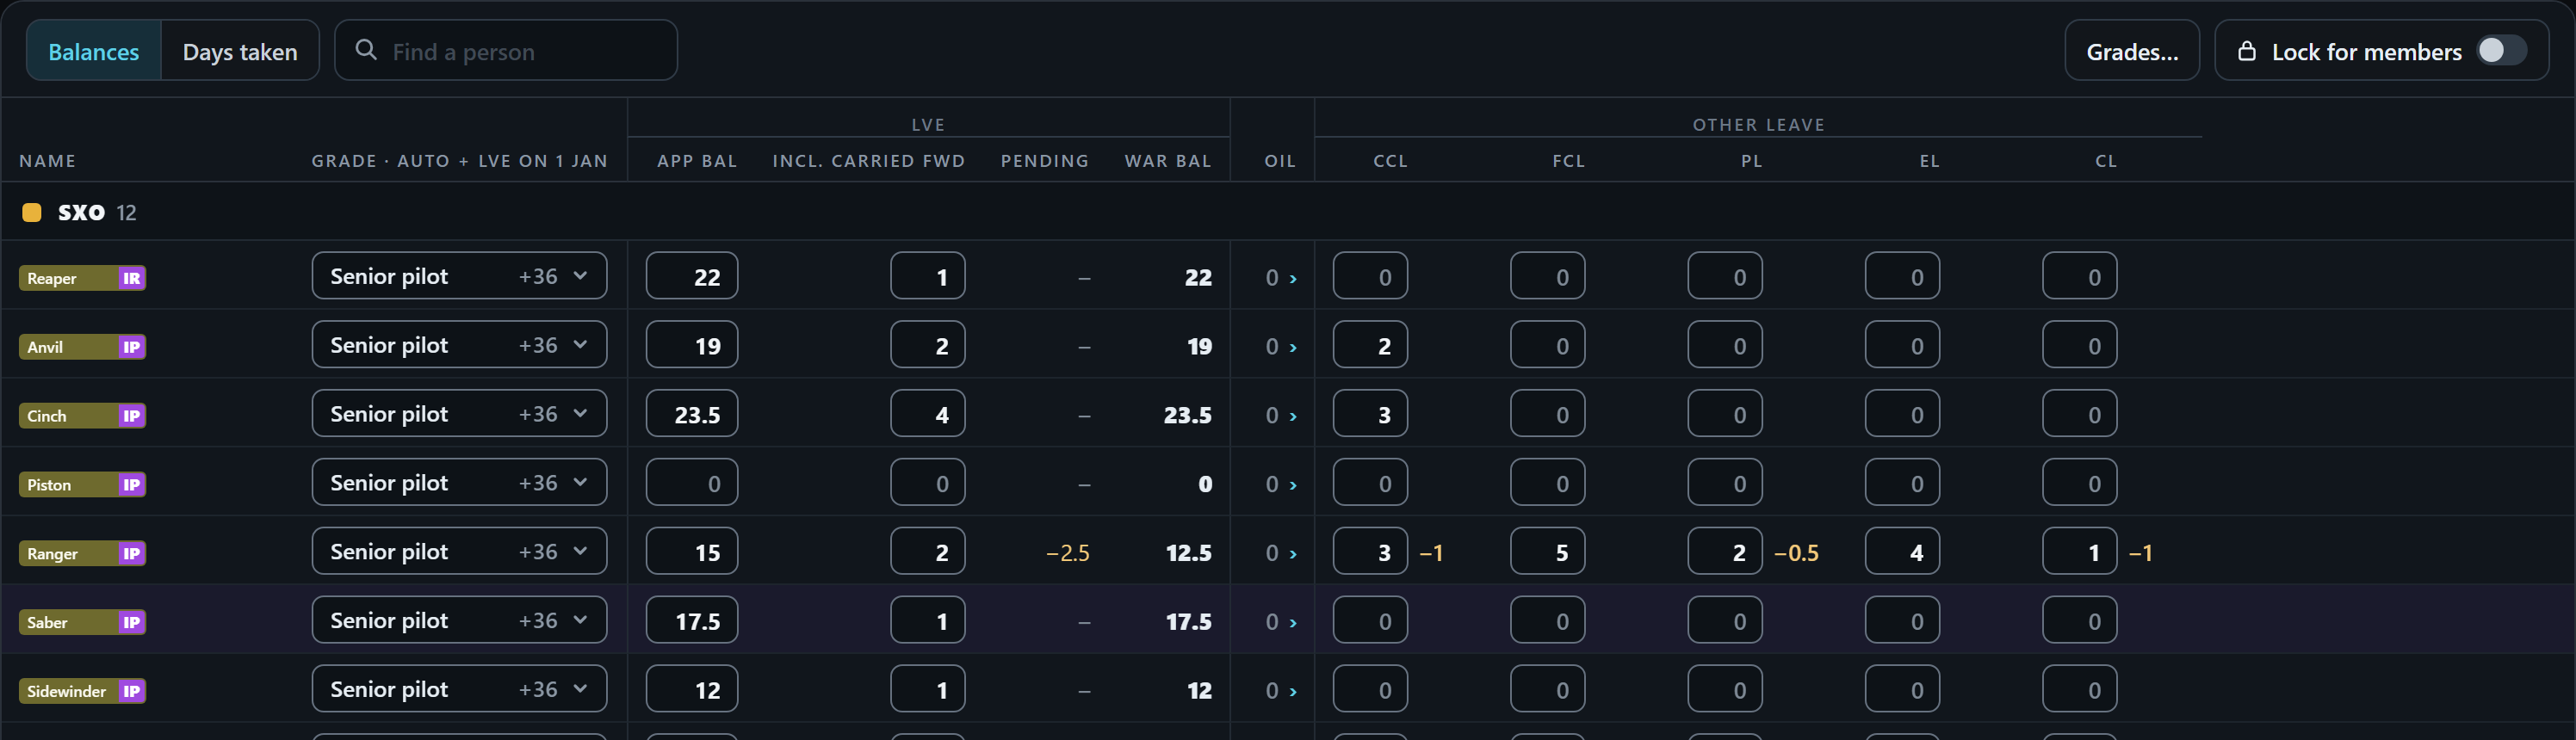 Balances Days taken Find a person Grades... Lock for members
LVE OTHER LEAVE
NAME GRADE · AUTO + LVE ON 1 JAN APP BAL INCL. CARRIED FWD PENDING WAR BAL OIL CCL FCL PL EL CL
SXO 12
Reaper IR Senior pilot +36 22 1 – 22 0 › 0 0 0 0 0
Anvil IP Senior pilot +36 19 2 – 19 0 › 2 0 0 0 0
Cinch IP Senior pilot +36 23.5 4 – 23.5 0 › 3 0 0 0 0
Piston IP Senior pilot +36 0 0 – 0 0 › 0 0 0 0 0
Ranger IP Senior pilot +36 15 2 −2.5 12.5 0 › 3 −1 5 2 −0.5 4 1 −1
Saber IP Senior pilot +36 17.5 1 – 17.5 0 › 0 0 0 0 0
Sidewinder IP Senior pilot +36 12 1 – 12 0 › 0 0 0 0 0